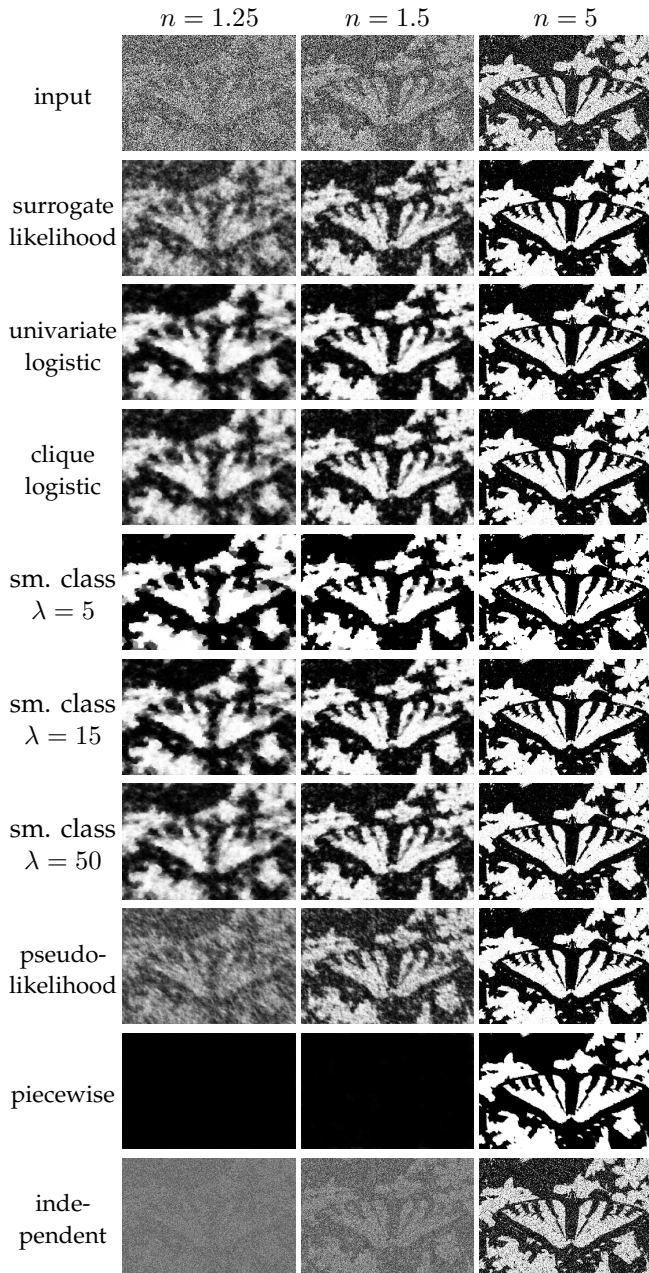 n = 1.25 n = 1.5 n = 5
input
surrogate
likelihood
univariate
logistic
clique
logistic
sm. class
λ = 5
sm. class
λ = 15
sm. class
λ = 50
pseudo-
likelihood
piecewise
inde-
pendent